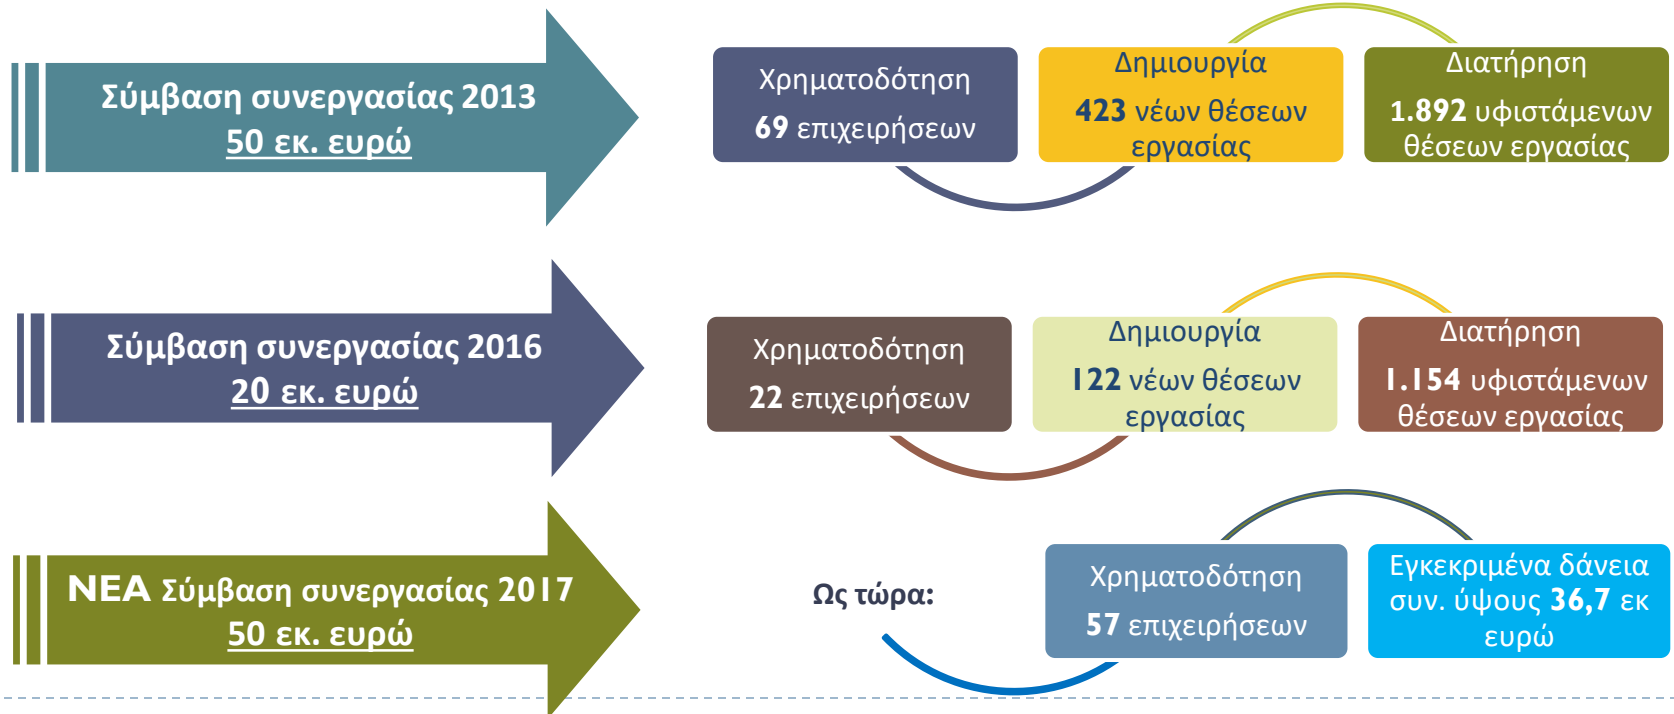 Σύμβαση συνεργασίας 2013
50 εκ. ευρώ
Χρηματοδότηση
69 επιχειρήσεων
Δημιουργία
423 νέων θέσεων
εργασίας
Διατήρηση
1.892 υφιστάμενων
θέσεων εργασίας
Σύμβαση συνεργασίας 2016
20 εκ. ευρώ
Χρηματοδότηση
22 επιχειρήσεων
Δημιουργία
122 νέων θέσεων
εργασίας
Διατήρηση
1.154 υφιστάμενων
θέσεων εργασίας
ΝΕΑ Σύμβαση συνεργασίας 2017
50 εκ. ευρώ
Ως τώρα:
Χρηματοδότηση
57 επιχειρήσεων
Εγκεκριμένα δάνεια
συν. ύψους 36,7 εκ
ευρώ